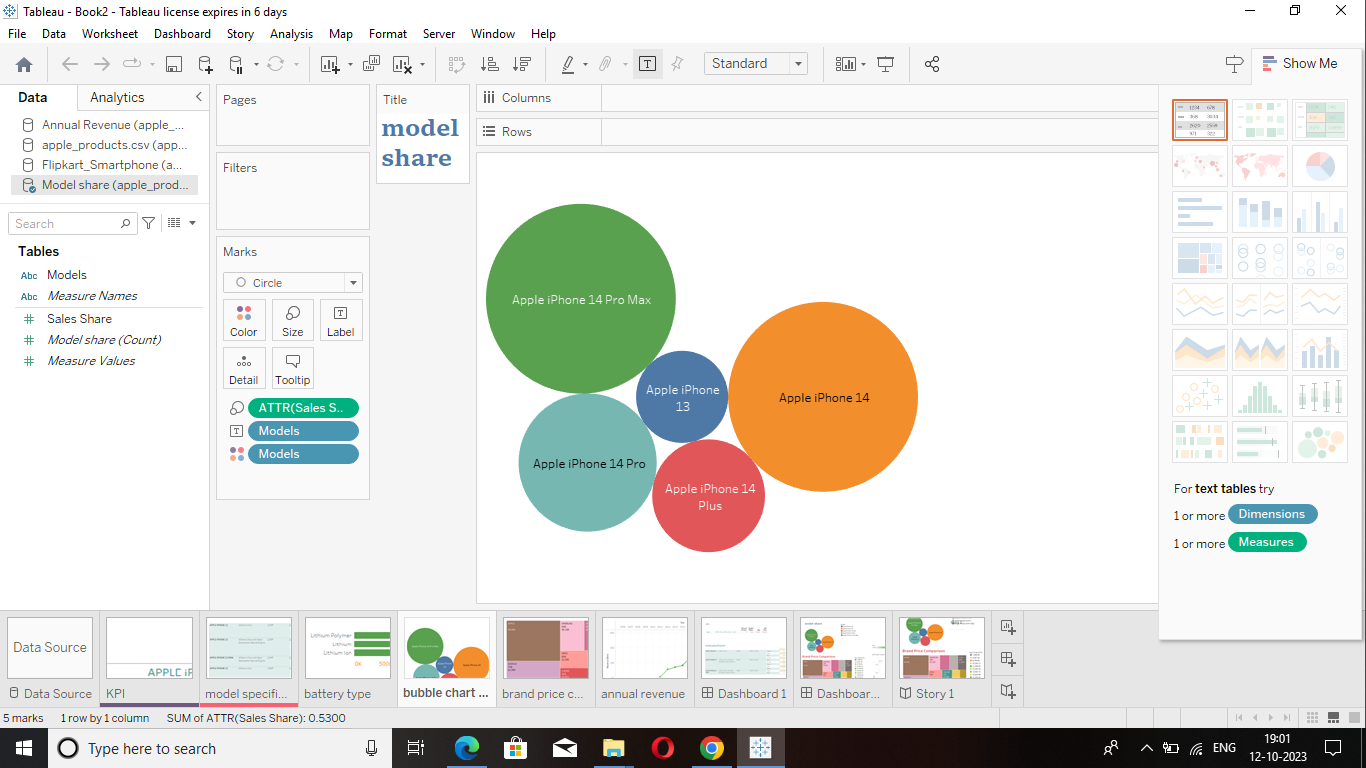 Tableau - Book2 - Tableau license expires in 6 days
File Data Worksheet Dashboard Story Analysis Map Format Server Window Help
Standard
Show Me
Data Analytics
Annual Revenue (apple_...
apple_products.csv (app...
Flipkart_Smartphone (a...
Model share (apple_prod...
Search
Tables
Abc Models
Abc Measure Names
# Sales Share
# Model share (Count)
# Measure Values
Pages
Filters
Marks
Circle
Color Size Label
Detail Tooltip
ATTR(Sales S..
Models
Models
Title
model
share
Columns
Rows
Apple iPhone 14 Pro Max
Apple iPhone
13
Apple iPhone 14
Apple iPhone 14 Pro
Apple iPhone 14
Plus
For text tables try
1 or more Dimensions
1 or more Measures
Data Source
Lithium Polymer
Lithium
Lithium Ion
0K
Data Source KPI model specifi... battery type bubble chart ... brand price c... annual revenue Dashboard 1 Dashboar... Story 1
5 marks 1 row by 1 column SUM of ATTR(Sales Share): 0.5300
Type here to search
ENG
19:01
12-10-2023